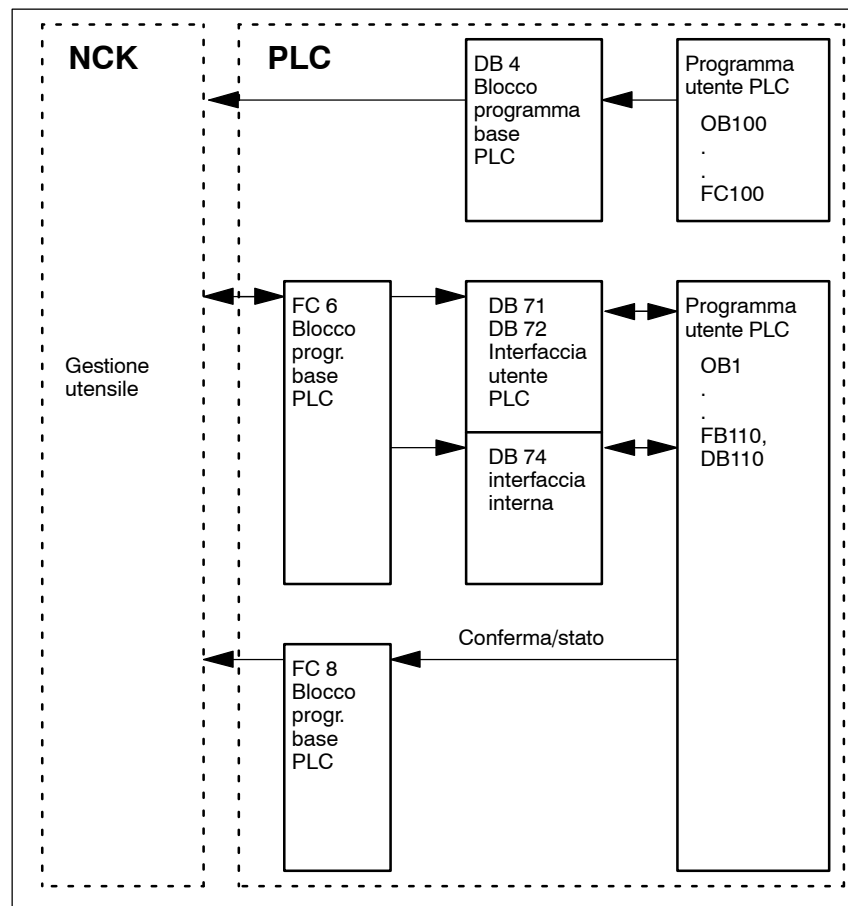 NCK
PLC
DB 4
Blocco
programma
base
PLC
Programma
utente PLC
OB100
.
.
FC100
Gestione
utensile
FC 6
Blocco
progr.
base
PLC
DB 71
DB 72
Interfaccia
utente
PLC
DB 74
interfaccia
interna
Programma
utente PLC
OB1
.
.
FB110,
DB110
Conferma/stato
FC 8
Blocco
progr.
base
PLC